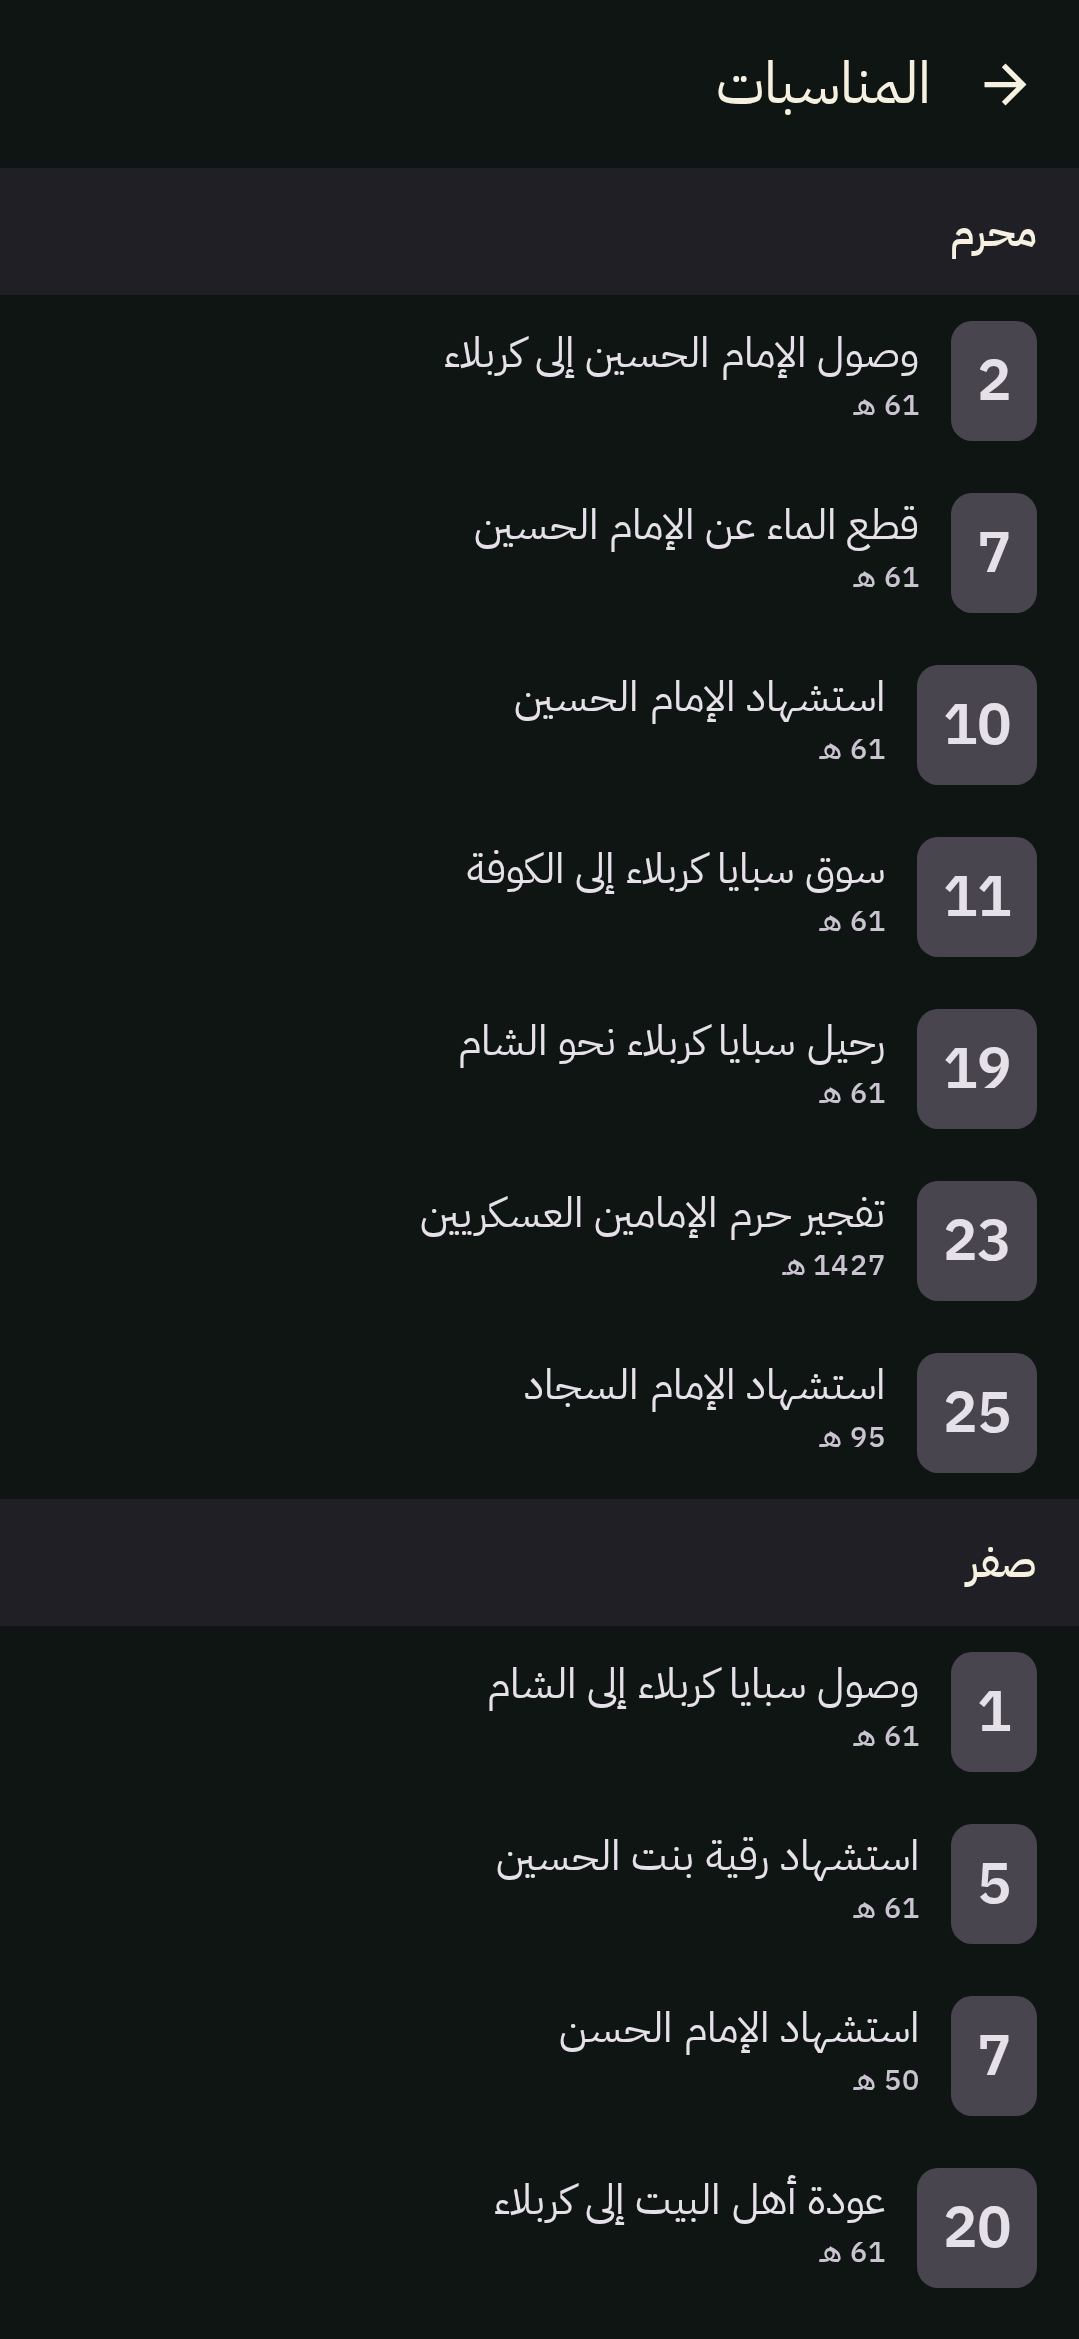 المناسبات
محرم
2
وصول الإمام الحسين إلى كربلاء
61 هـ
7
قطع الماء عن الإمام الحسين
61 هـ
10
استشهاد الإمام الحسين
61 هـ
11
سوق سبايا كربلاء إلى الكوفة
61 هـ
19
رحيل سبايا كربلاء نحو الشام
61 هـ
23
تفجير حرم الإمامين العسكريين
1427 هـ
25
استشهاد الإمام السجاد
95 هـ
صفر
1
وصول سبايا كربلاء إلى الشام
61 هـ
5
استشهاد رقية بنت الحسين
61 هـ
7
استشهاد الإمام الحسن
50 هـ
20
عودة أهل البيت إلى كربلاء
61 هـ